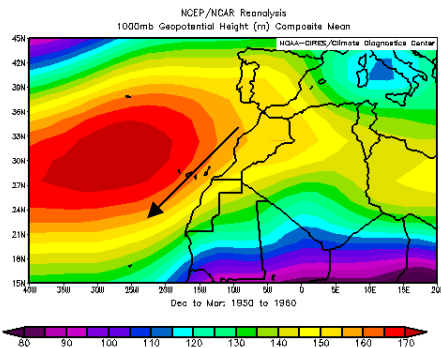 NCEP/NCAR Reanalysis
1000mb Geopotential Height (m) Composite Mean
NOAA-CIRES/Climate Diagnostics Center
45N
42N
39N
36N
33N
30N
27N
24N
21N
18N
15N
40W 35W 30W 25W 20W 15W 10W 5W 0 5E 10E 15E 20E
Dec to Mar: 1950 to 1960
80 90 100 110 120 130 140 150 160 170